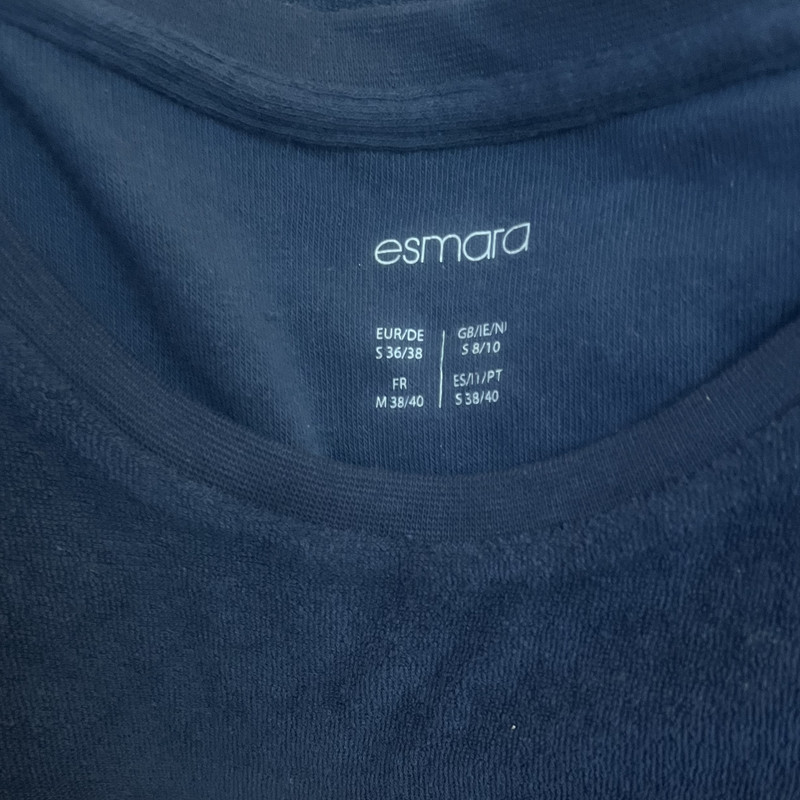 esmara
EUR/DE
S 36/38
GB/IE/NI
S 8/10
FR
M 38/40
ES/IT/PT
S 38/40